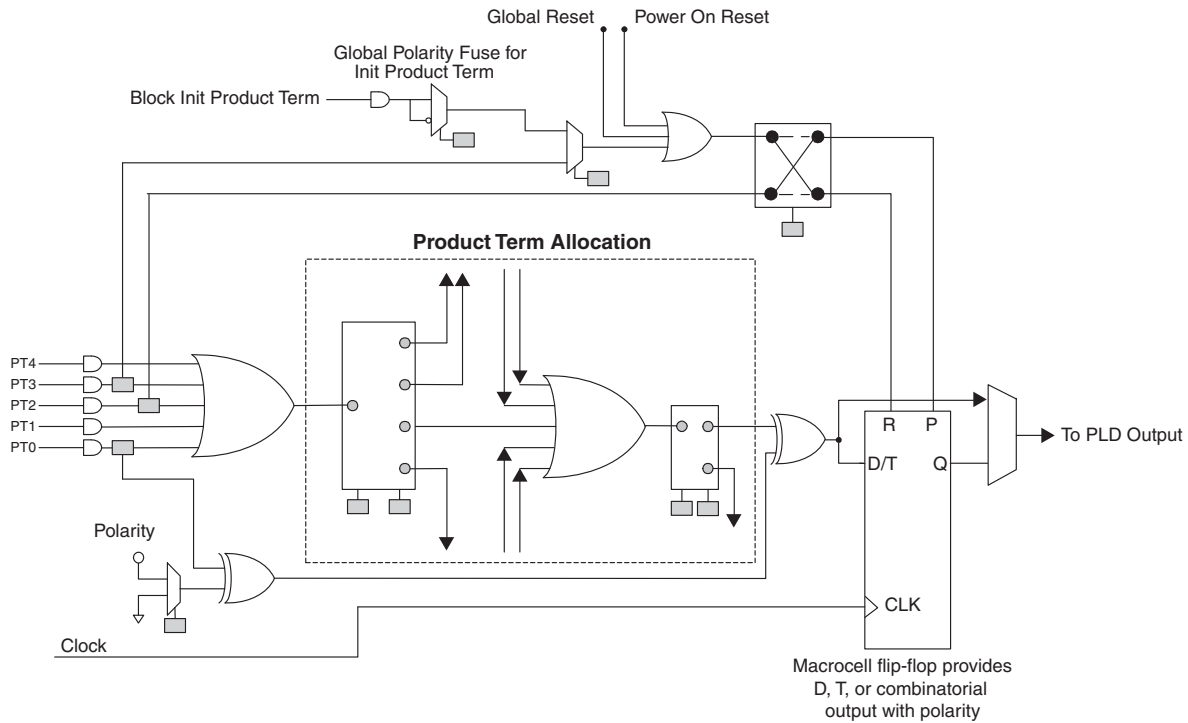 Global Reset
Power On Reset
Global Polarity Fuse for
Init Product Term
Block Init Product Term
Product Term Allocation
PT4
PT3
PT2
PT1
PT0
R
P
To PLD Output
D/T
Q
Polarity
CLK
Clock
Macrocell flip-flop provides
D, T, or combinatorial
output with polarity